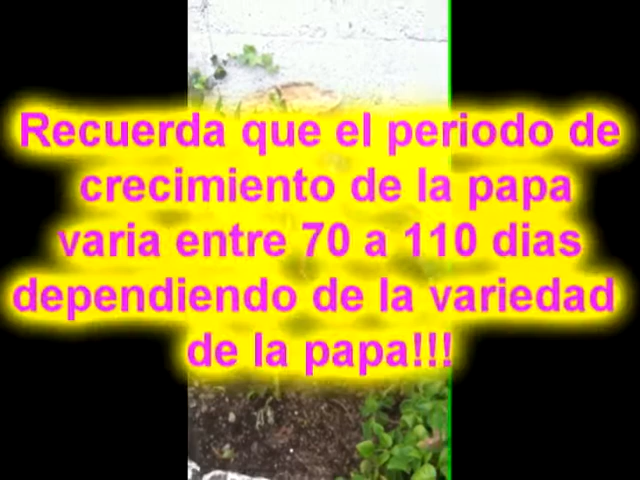 Recuerda que el periodo de
crecimiento de la papa
varia entre 70 a 110 dias
dependiendo de la variedad
de la papa!!!